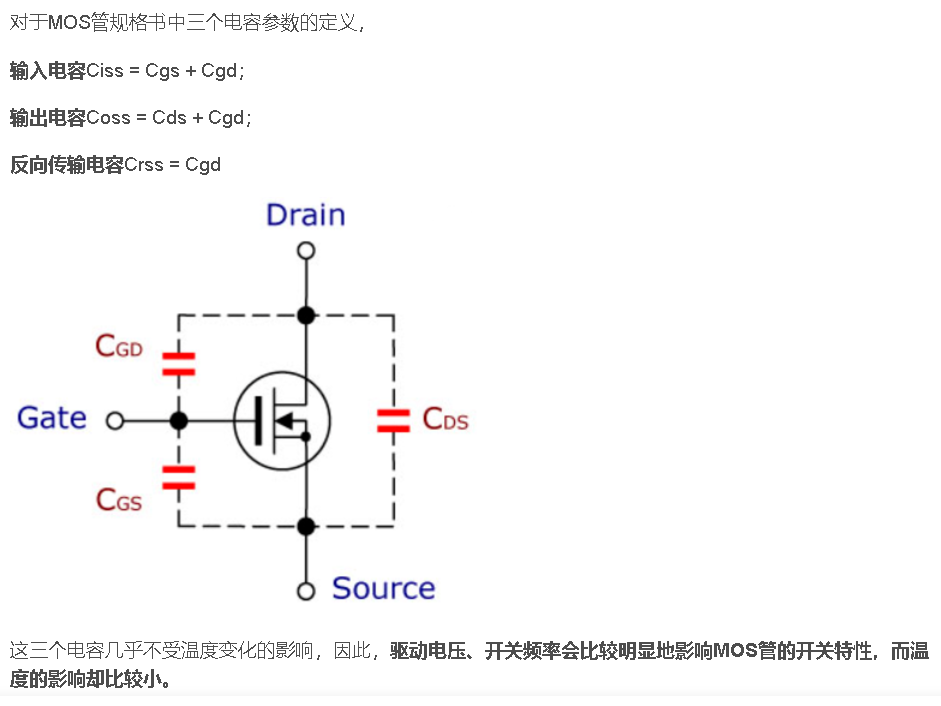 对于MOS管规格书中三个电容参数的定义，
输入电容Ciss = Cgs + Cgd；
输出电容Coss = Cds + Cgd；
反向传输电容Crss = Cgd
Drain
CGD
Gate
CDS
CGS
Source
这三个电容几乎不受温度变化的影响，因此，驱动电压、开关频率会比较明显地影响MOS管的开关特性，而温
度的影响却比较小。